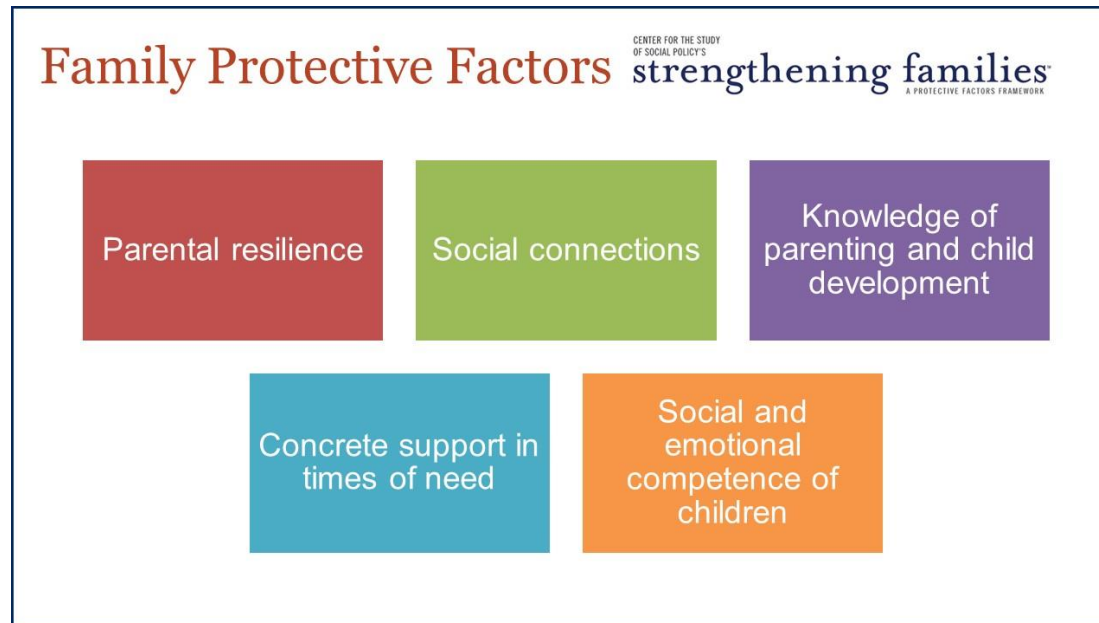 Family Protective Factors
CENTER FOR THE STUDY
OF SOCIAL POLICY'S
strengthening families™
A PROTECTIVE FACTORS FRAMEWORK
Parental resilience
Social connections
Knowledge of
parenting and child
development
Concrete support in
times of need
Social and
emotional
competence of
children